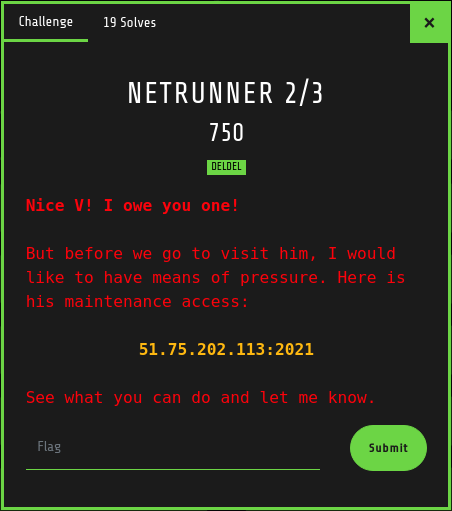 Challenge
19 Solves
×
NETRUNNER 2/3
750
DELDEL
Nice V! I owe you one!
But before we go to visit him, I would
like to have means of pressure. Here is
his maintenance access:
51.75.202.113:2021
See what you can do and let me know.
Flag
Submit